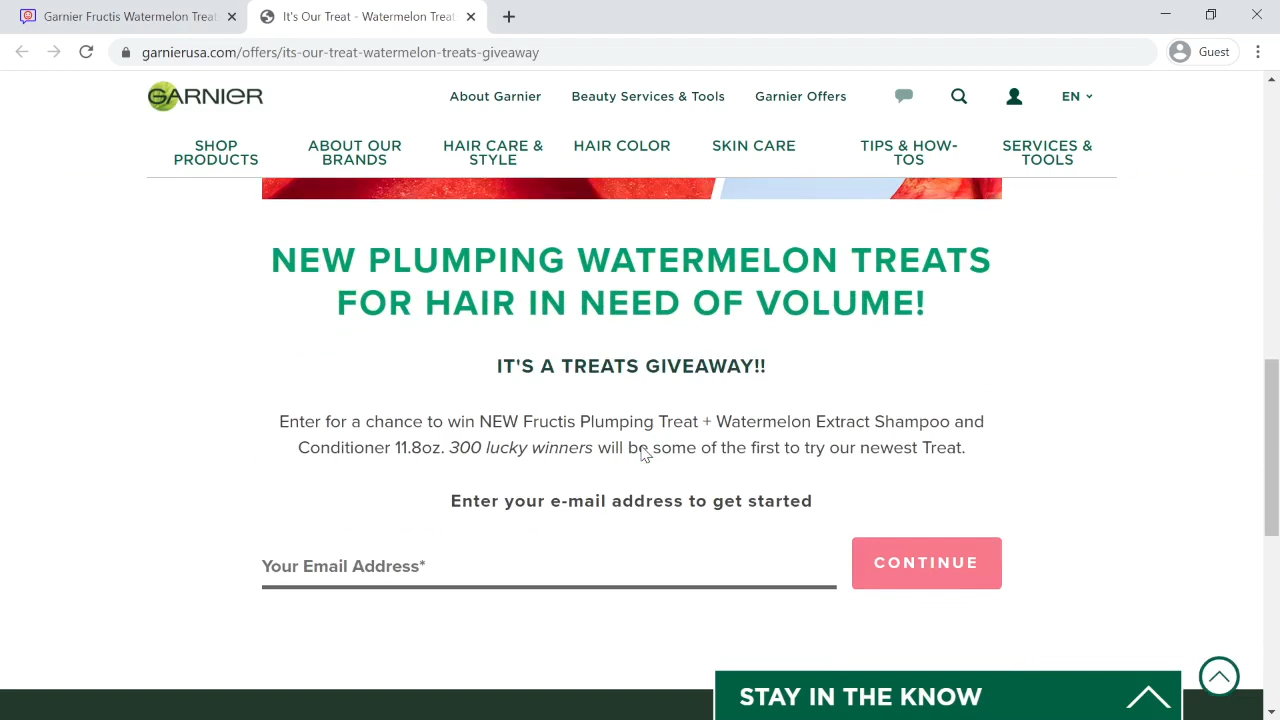 Garnier Fructis Watermelon Treat
It's Our Treat - Watermelon Treat
garnierusa.com/offers/its-our-treat-watermelon-treats-giveaway
Guest
GARNIER
About Garnier
Beauty Services & Tools
Garnier Offers
EN
SHOP PRODUCTS
ABOUT OUR BRANDS
HAIR CARE & STYLE
HAIR COLOR
SKIN CARE
TIPS & HOW-TOS
SERVICES & TOOLS
NEW PLUMPING WATERMELON TREATS
FOR HAIR IN NEED OF VOLUME!
IT'S A TREATS GIVEAWAY!!
Enter for a chance to win NEW Fructis Plumping Treat + Watermelon Extract Shampoo and
Conditioner 11.8oz. 300 lucky winners will be some of the first to try our newest Treat.
Enter your e-mail address to get started
Your Email Address*
CONTINUE
STAY IN THE KNOW